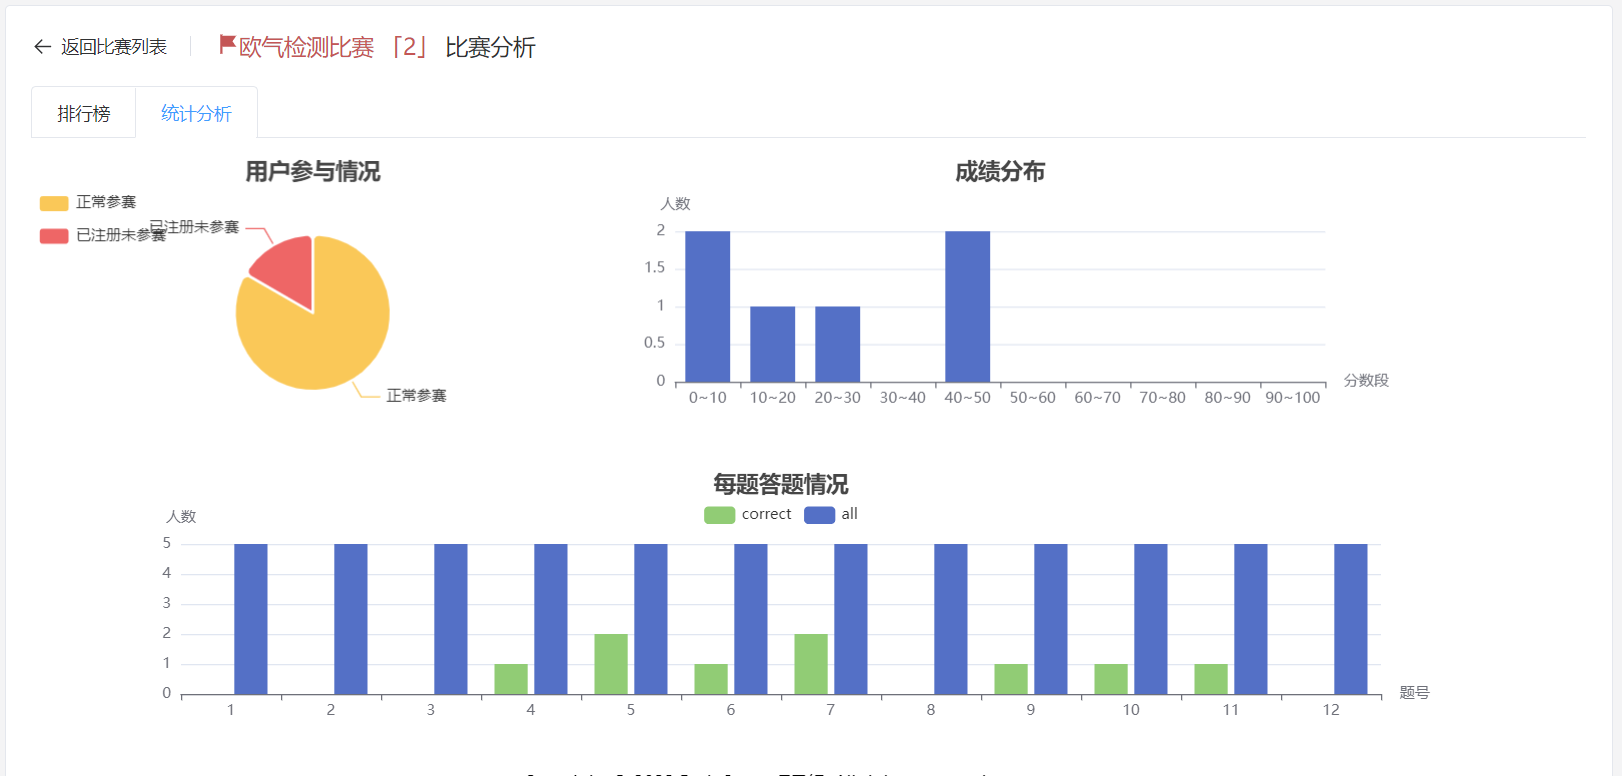 返回比赛列表
欧气检测比赛 「2」 比赛分析
排行榜 统计分析
用户参与情况
正常参赛
已注册未参赛
已注册未参赛
正常参赛
成绩分布
人数
2
1.5
1
0.5
0
0~10 10~20 20~30 30~40 40~50 50~60 60~70 70~80 80~90 90~100
分数段
每题答题情况
correct all
人数
5
4
3
2
1
0
1 2 3 4 5 6 7 8 9 10 11 12
题号